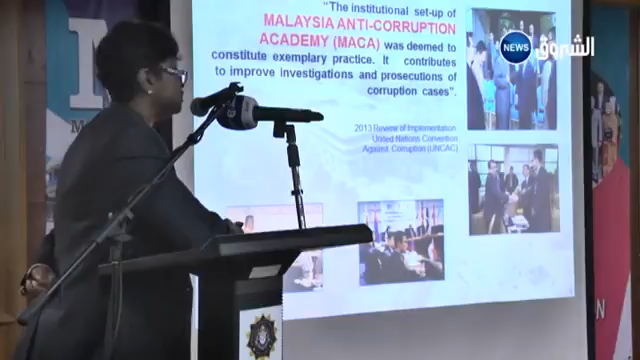 "The institutional set-up of
MALAYSIA ANTI-CORRUPTION
ACADEMY (MACA) was deemed to
constitute exemplary practice. It contributes
to improve investigations and prosecutions of
corruption cases".
2013 Review of Implementation
United Nations Convention
Against Corruption (UNCAC)
NEWS الشروق